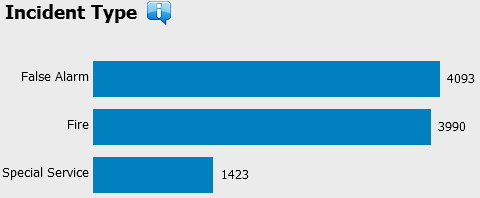 Incident Type
False Alarm 4093
Fire 3990
Special Service 1423